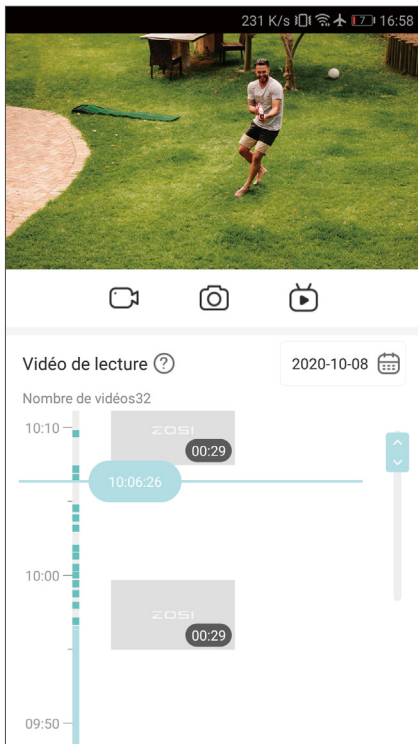 231 K/s 7 16:58
Vidéo de lecture ? 2020-10-08
Nombre de vidéos32
10:10
ZOSI
00:29
10:06:26
10:00
ZOSI
00:29
09:50